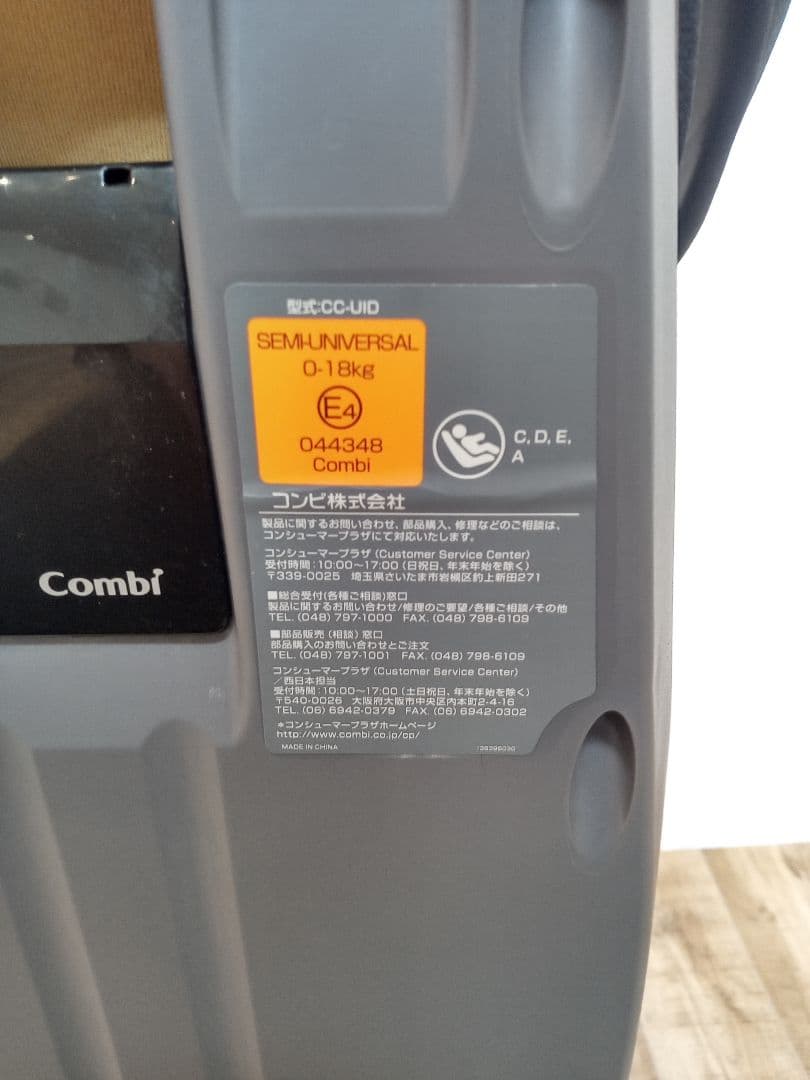 型式:CC-UID
SEMI-UNIVERSAL
0-18kg
E4
044348
Combi
C, D, E,
A
コンビ株式会社
製品に関するお問い合わせ、部品購入、修理などのご相談は、
コンシューマープラザにて対応いたします。
コンシューマープラザ (Customer Service Center)
受付時間:10:00~17:00 (日祝日、年末年始を除く)
〒339-0025 埼玉県さいたま市岩槻区釣上新田271
■総合受付(各種ご相談)窓口
製品に関するお問い合わせ/修理のご要望/各種ご相談/その他
TEL. (048) 797-1000 FAX. (048) 798-6109
■部品販売 (相談) 窓口
部品購入のお問い合わせとご注文
TEL. (048) 797-1001 FAX. (048) 798-6109
コンシューマープラザ (Customer Service Center)
/西日本担当
受付時間:10:00~17:00 (土日祝日、年末年始を除く)
〒540-0026 大阪府大阪市中央区内本町2-4-16
TEL. (06) 6942-0379 FAX. (06) 6942-0302
*コンシューマープラザホームページ
http://www.combi.co.jp/cp/
MADE IN CHINA
Combi